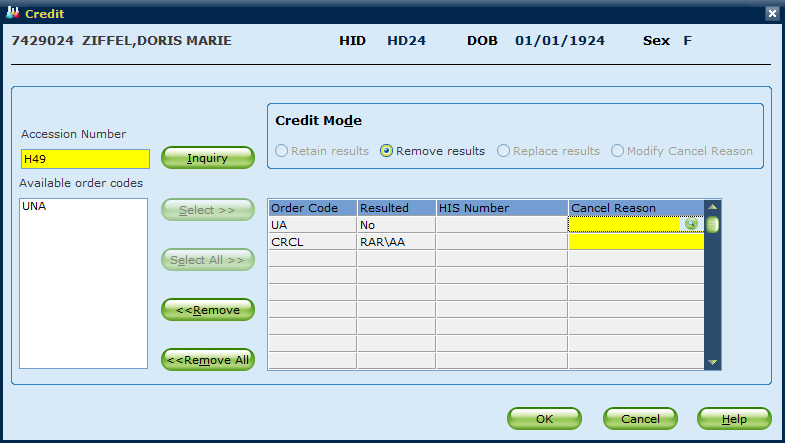 Credit
7429024 ZIFFEL,DORIS MARIE HID HD24 DOB 01/01/1924 Sex F
Credit Mode
Retain results Remove results Replace results Modify Cancel Reason
Accession Number
H49 Inquiry
Available order codes
UNA
Select >>
Select All >>
<<Remove
<<Remove All
Order Code Resulted HIS Number Cancel Reason
UA No
CRCL RAR\AA
OK Cancel Help